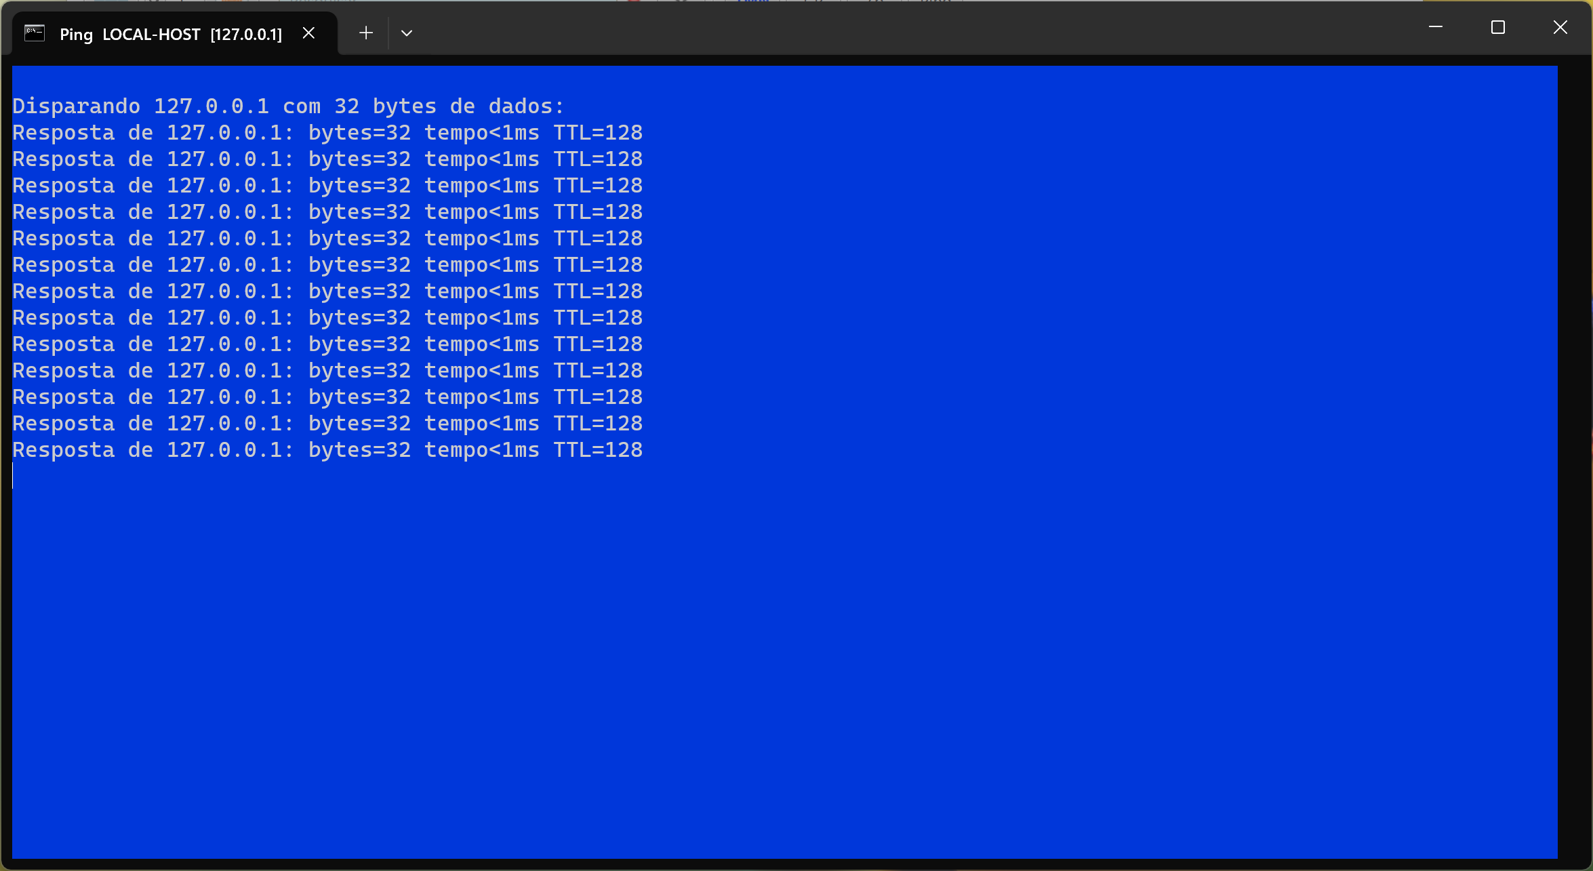 Ping LOCAL-HOST [127.0.0.1]
Disparando 127.0.0.1 com 32 bytes de dados:
Resposta de 127.0.0.1: bytes=32 tempo<1ms TTL=128
Resposta de 127.0.0.1: bytes=32 tempo<1ms TTL=128
Resposta de 127.0.0.1: bytes=32 tempo<1ms TTL=128
Resposta de 127.0.0.1: bytes=32 tempo<1ms TTL=128
Resposta de 127.0.0.1: bytes=32 tempo<1ms TTL=128
Resposta de 127.0.0.1: bytes=32 tempo<1ms TTL=128
Resposta de 127.0.0.1: bytes=32 tempo<1ms TTL=128
Resposta de 127.0.0.1: bytes=32 tempo<1ms TTL=128
Resposta de 127.0.0.1: bytes=32 tempo<1ms TTL=128
Resposta de 127.0.0.1: bytes=32 tempo<1ms TTL=128
Resposta de 127.0.0.1: bytes=32 tempo<1ms TTL=128
Resposta de 127.0.0.1: bytes=32 tempo<1ms TTL=128
Resposta de 127.0.0.1: bytes=32 tempo<1ms TTL=128